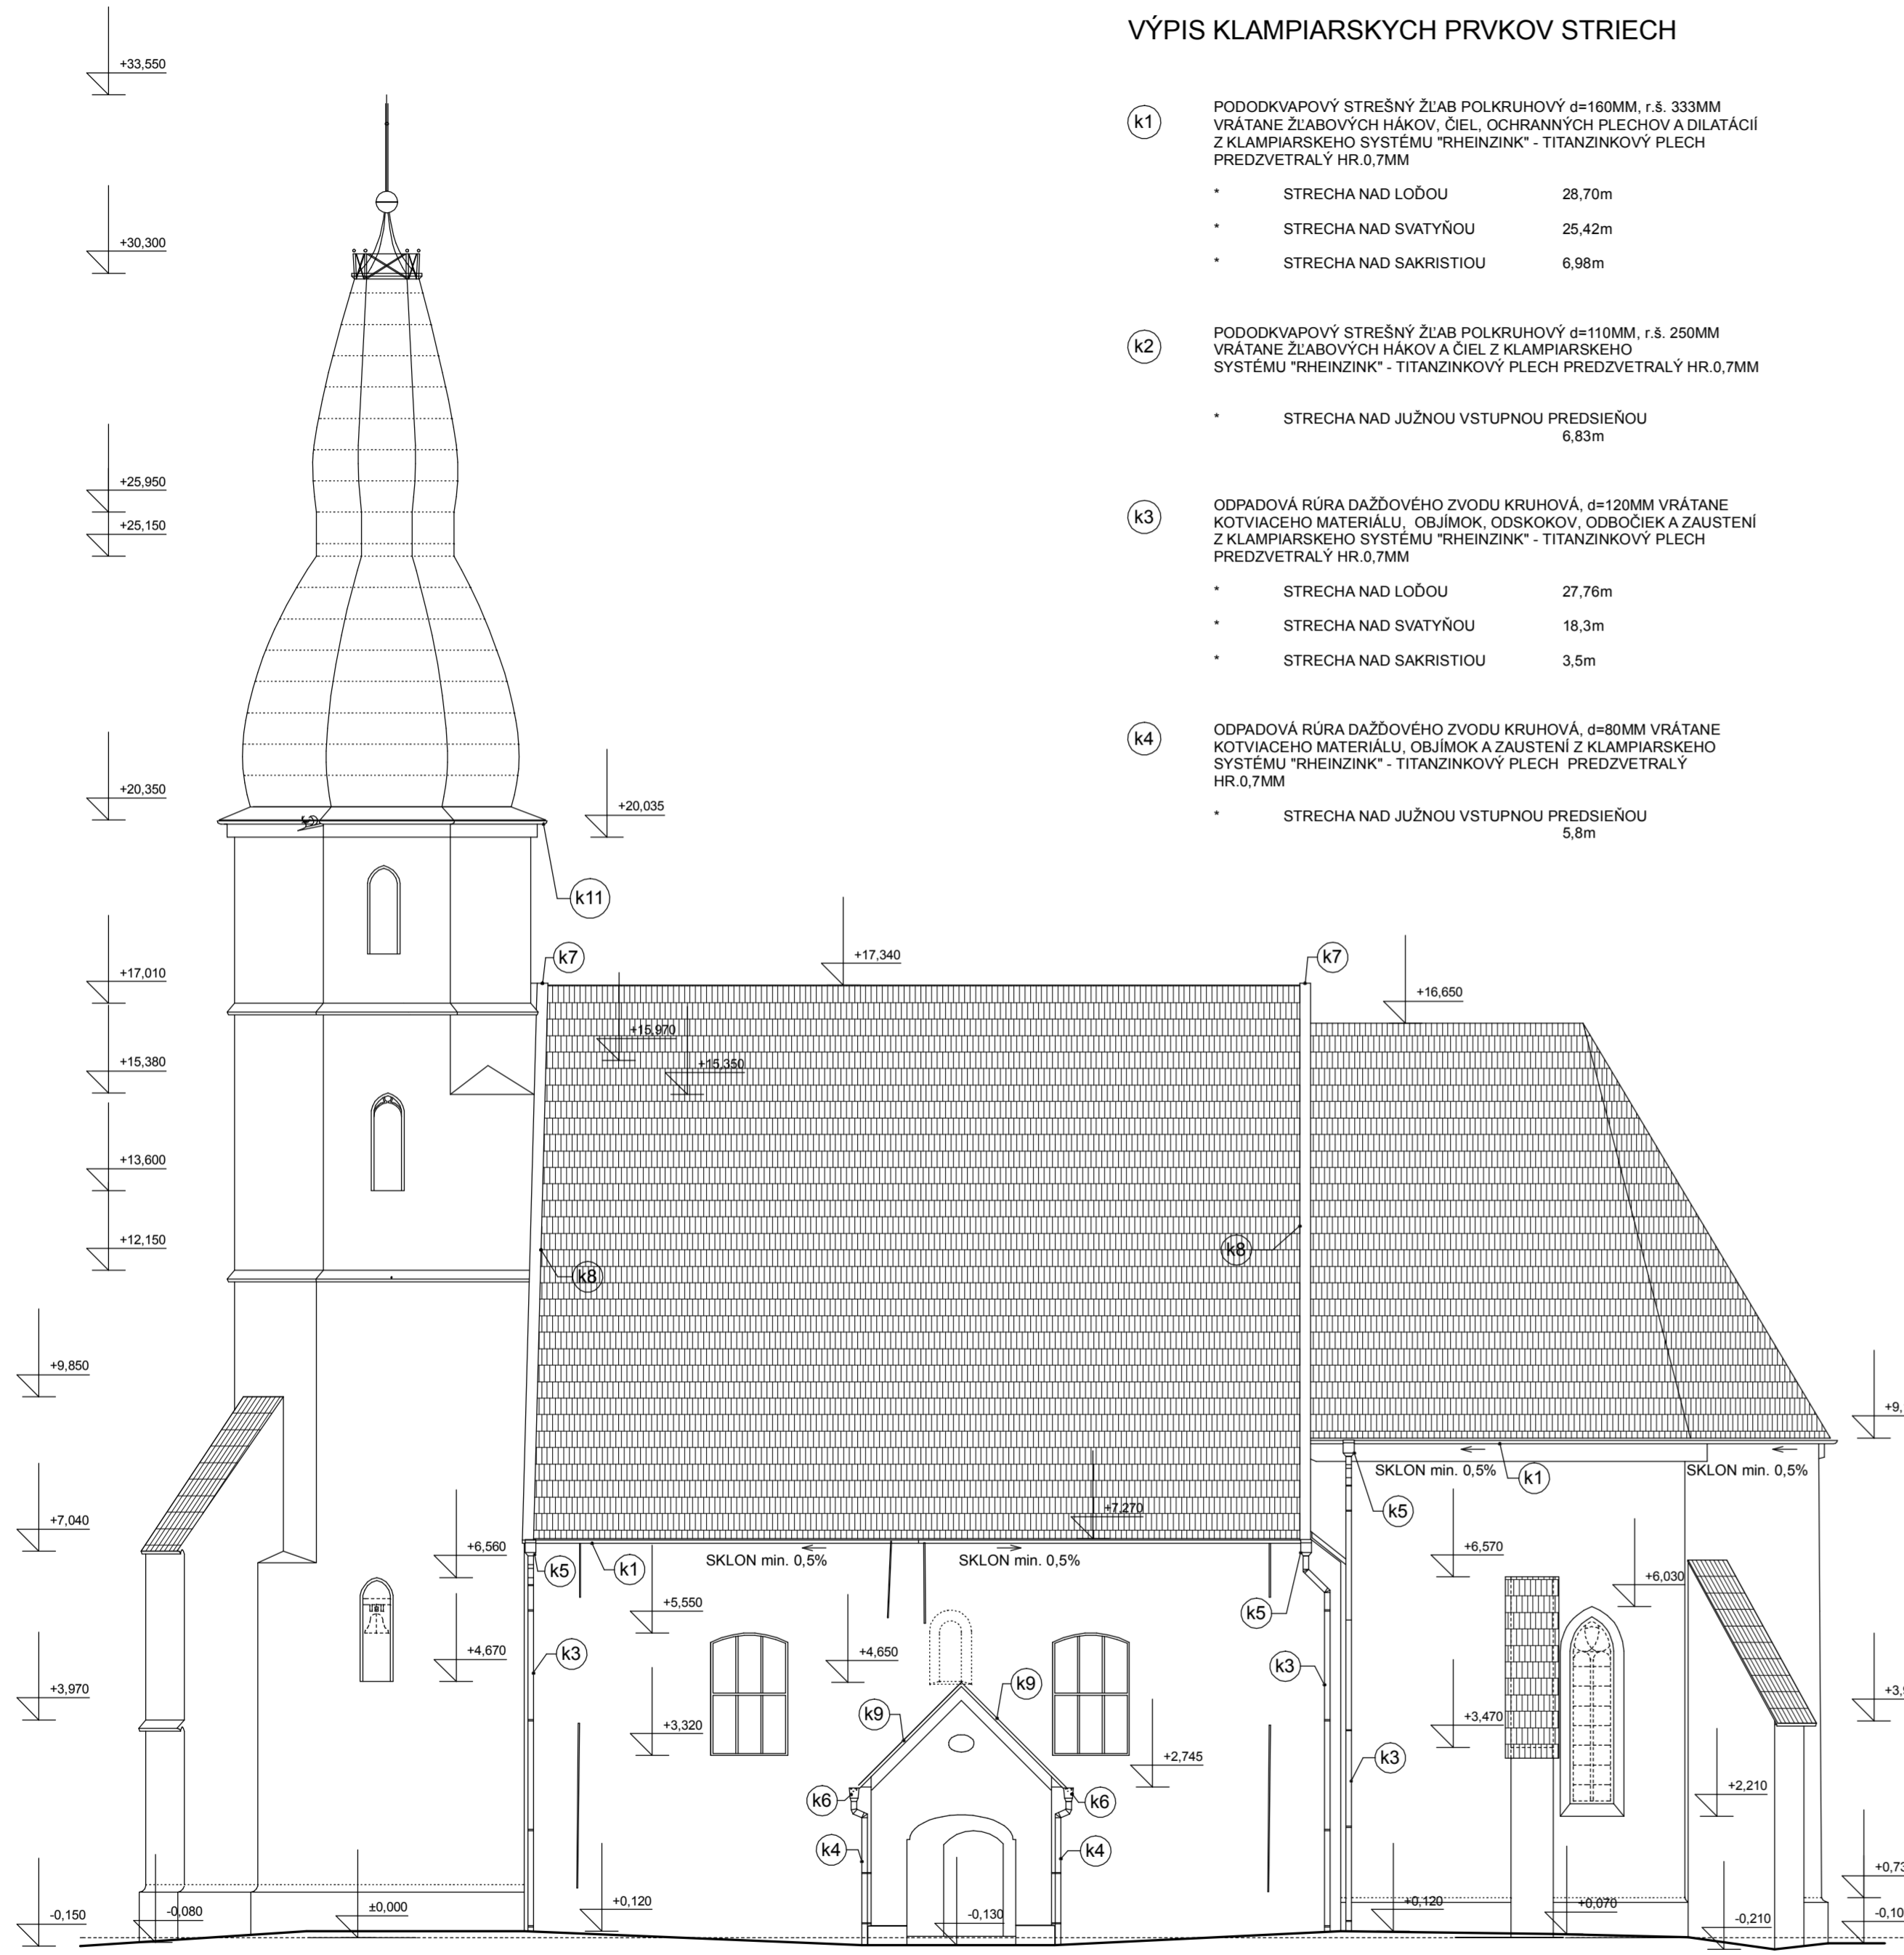 VÝPIS KLAMPIARSKYCH PRVKOV STRIECH
k1
PODODKVAPOVÝ STREŠNÝ ŽĽAB POLKRUHOVÝ d=160MM, r.š. 333MM
VRÁTANE ŽĽABOVÝCH HÁKOV, ČIEL, OCHRANNÝCH PLECHOV A DILATÁCIÍ
Z KLAMPIARSKEHO SYSTÉMU "RHEINZINK" - TITANZINKOVÝ PLECH
PREDZVETRALÝ HR.0,7MM
* STRECHA NAD LOĎOU 28,70m
* STRECHA NAD SVATYŇOU 25,42m
* STRECHA NAD SAKRISTIOU 6,98m
k2
PODODKVAPOVÝ STREŠNÝ ŽĽAB POLKRUHOVÝ d=110MM, r.š. 250MM
VRÁTANE ŽĽABOVÝCH HÁKOV A ČIEL Z KLAMPIARSKEHO
SYSTÉMU "RHEINZINK" - TITANZINKOVÝ PLECH PREDZVETRALÝ HR.0,7MM
* STRECHA NAD JUŽNOU VSTUPNOU PREDSIEŇOU
6,83m
k3
ODPADOVÁ RÚRA DAŽĎOVÉHO ZVODU KRUHOVÁ, d=120MM VRÁTANE
KOTVIACEHO MATERIÁLU, OBJÍMOK, ODSKOKOV, ODBOČIEK A ZAUSTENÍ
Z KLAMPIARSKEHO SYSTÉMU "RHEINZINK" - TITANZINKOVÝ PLECH
PREDZVETRALÝ HR.0,7MM
* STRECHA NAD LOĎOU 27,76m
* STRECHA NAD SVATYŇOU 18,3m
* STRECHA NAD SAKRISTIOU 3,5m
k4
ODPADOVÁ RÚRA DAŽĎOVÉHO ZVODU KRUHOVÁ, d=80MM VRÁTANE
KOTVIACEHO MATERIÁLU, OBJÍMOK A ZAUSTENÍ Z KLAMPIARSKEHO
SYSTÉMU "RHEINZINK" - TITANZINKOVÝ PLECH PREDZVETRALÝ
HR.0,7MM
* STRECHA NAD JUŽNOU VSTUPNOU PREDSIEŇOU
5,8m
+33,550
+30,300
+25,950
+25,150
+20,350
+20,035
k11
k7
+17,340
k7
+17,010
+16,650
+15,970
+15,380
+15,350
+13,600
+12,150
k8
k8
+9,850
+9,
SKLON min. 0,5%
k1
SKLON min. 0,5%
k5
+7,270
+7,040
+6,560
k5
k1
SKLON min. 0,5%
SKLON min. 0,5%
+6,570
+6,030
+5,550
k5
+4,670
k3
+4,650
k3
k9
k9
+3,970
+3,320
+3,470
k3
+2,745
k6
k6
+2,210
k4
k4
+0,73
-0,150
-0,080
±0,000
+0,120
-0,130
+0,120
+0,070
-0,210
-0,10